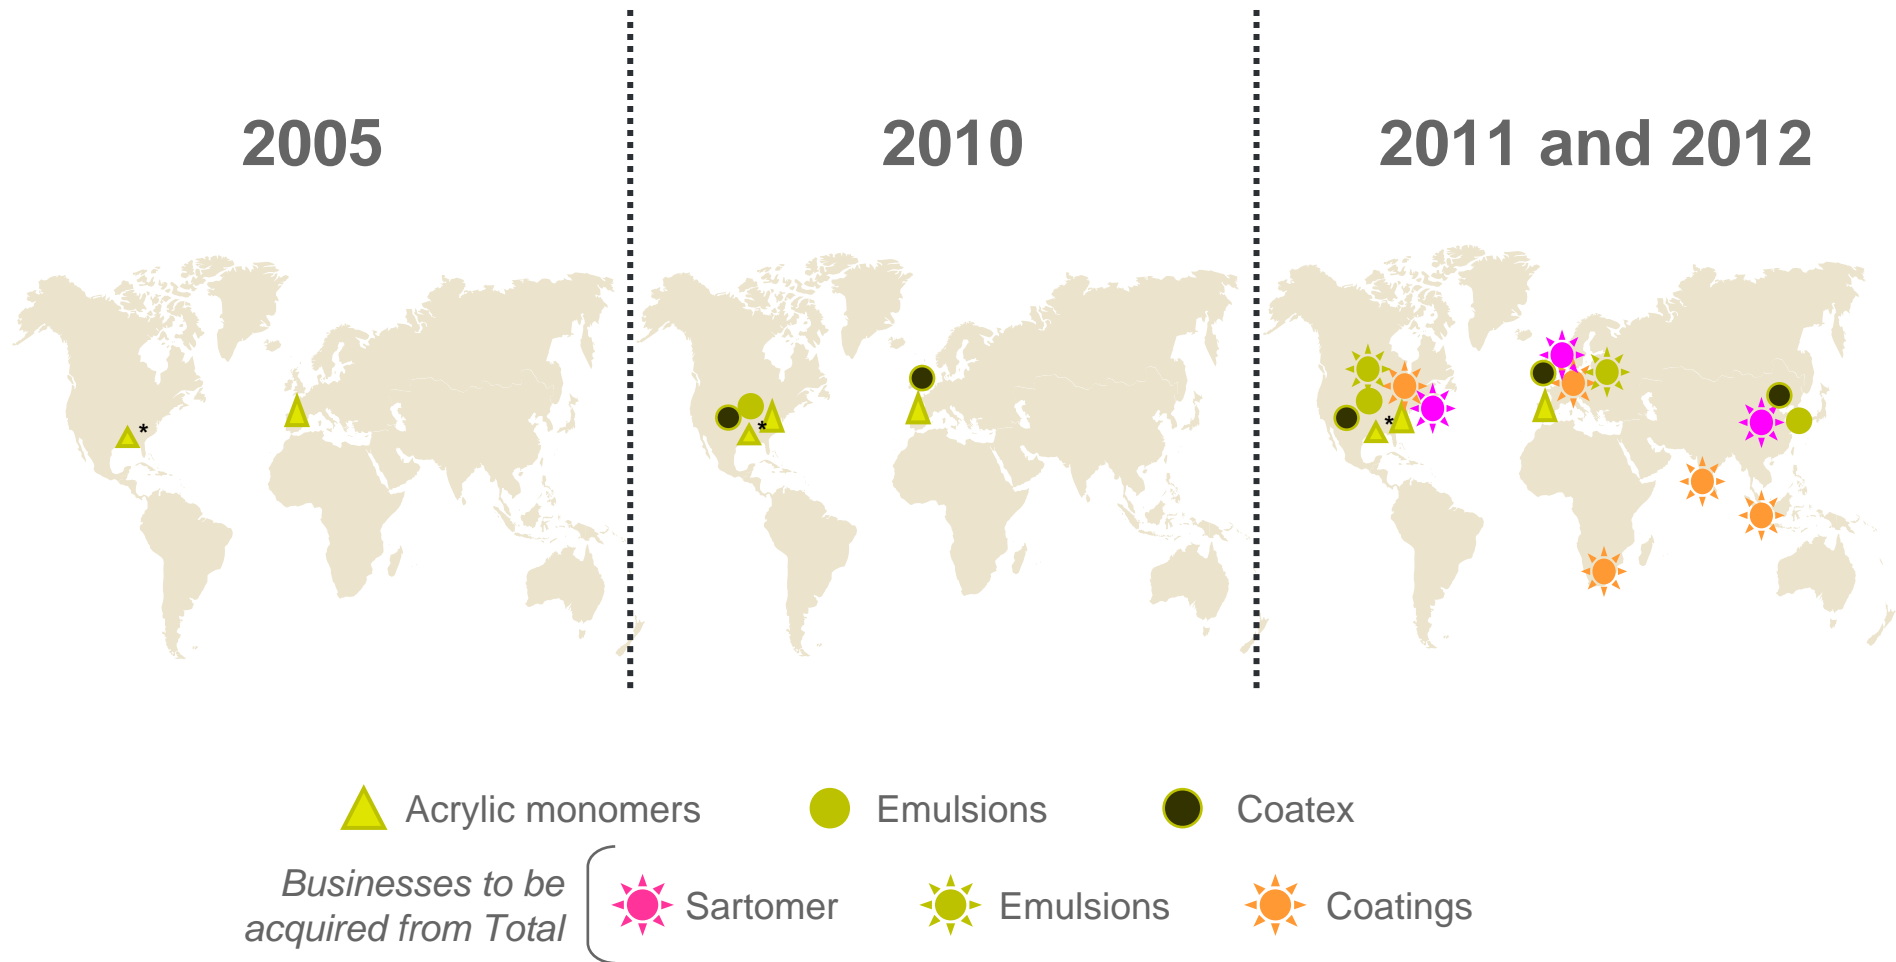 2005
2010
2011 and 2012
*
*
*
Acrylic monomers
Emulsions
Coatex
Businesses to be
acquired from Total
Sartomer
Emulsions
Coatings